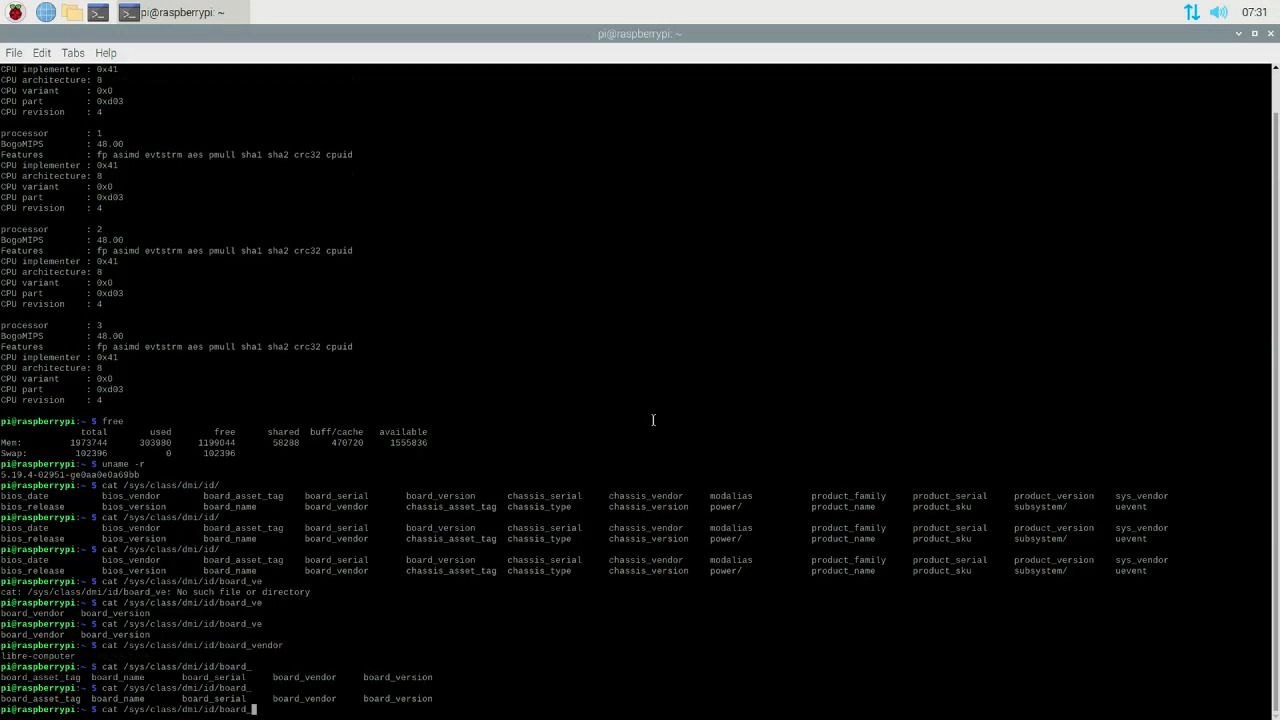 pi@raspberrypi: ~ 07:31
pi@raspberrypi: ~
File Edit Tabs Help
CPU implementer : 0x41
CPU architecture: 8
CPU variant : 0x0
CPU part : 0xd03
CPU revision : 4
processor : 1
BogoMIPS : 48.00
Features : fp asimd evtstrm aes pmull sha1 sha2 crc32 cpuid
CPU implementer : 0x41
CPU architecture: 8
CPU variant : 0x0
CPU part : 0xd03
CPU revision : 4
processor : 2
BogoMIPS : 48.00
Features : fp asimd evtstrm aes pmull sha1 sha2 crc32 cpuid
CPU implementer : 0x41
CPU architecture: 8
CPU variant : 0x0
CPU part : 0xd03
CPU revision : 4
processor : 3
BogoMIPS : 48.00
Features : fp asimd evtstrm aes pmull sha1 sha2 crc32 cpuid
CPU implementer : 0x41
CPU architecture: 8
CPU variant : 0x0
CPU part : 0xd03
CPU revision : 4
pi@raspberrypi:~ $ free
total used free shared buff/cache available
Mem: 1973744 303980 1199044 58288 470720 1555836
Swap: 102396 0 102396
pi@raspberrypi:~ $ uname -r
5.19.4-02951-ge0aa0e0a69bb
pi@raspberrypi:~ $ cat /sys/class/dmi/id/
bios_date bios_vendor board_asset_tag board_serial board_version chassis_serial chassis_vendor modalias product_family product_serial product_version sys_vendor
bios_release bios_version board_name board_vendor chassis_asset_tag chassis_type chassis_version power/ product_name product_sku subsystem/ uevent
pi@raspberrypi:~ $ cat /sys/class/dmi/id/
bios_date bios_vendor board_asset_tag board_serial board_version chassis_serial chassis_vendor modalias product_family product_serial product_version sys_vendor
bios_release bios_version board_name board_vendor chassis_asset_tag chassis_type chassis_version power/ product_name product_sku subsystem/ uevent
pi@raspberrypi:~ $ cat /sys/class/dmi/id/
bios_date bios_vendor board_asset_tag board_serial board_version chassis_serial chassis_vendor modalias product_family product_serial product_version sys_vendor
bios_release bios_version board_name board_vendor chassis_asset_tag chassis_type chassis_version power/ product_name product_sku subsystem/ uevent
pi@raspberrypi:~ $ cat /sys/class/dmi/id/board_ve
cat: /sys/class/dmi/id/board_ve: No such file or directory
pi@raspberrypi:~ $ cat /sys/class/dmi/id/board_ve
board_vendor board_version
pi@raspberrypi:~ $ cat /sys/class/dmi/id/board_ve
board_vendor board_version
pi@raspberrypi:~ $ cat /sys/class/dmi/id/board_vendor
libre-computer
pi@raspberrypi:~ $ cat /sys/class/dmi/id/board_
board_asset_tag board_name board_serial board_vendor board_version
pi@raspberrypi:~ $ cat /sys/class/dmi/id/board_
board_asset_tag board_name board_serial board_vendor board_version
pi@raspberrypi:~ $ cat /sys/class/dmi/id/board_